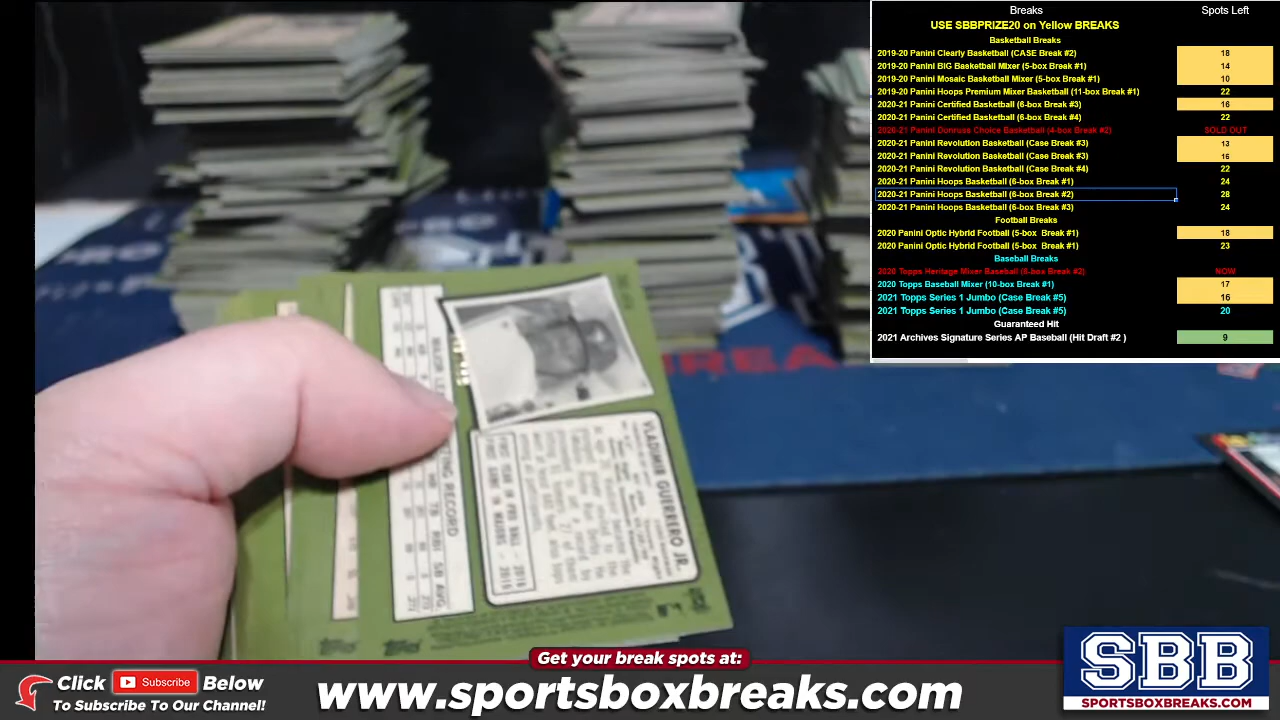 Breaks Spots Left
USE SBBPRIZE20 on Yellow BREAKS
Basketball Breaks
2019-20 Panini Clearly Basketball (CASE Break #2) 18
2019-20 Panini BIG Basketball Mixer (5-box Break #1) 14
2019-20 Panini Mosaic Basketball Mixer (5-box Break #1) 10
2019-20 Panini Hoops Premium Mixer Basketball (11-box Break #1) 22
2020-21 Panini Certified Basketball (6-box Break #3) 16
2020-21 Panini Certified Basketball (6-box Break #4) 22
2020-21 Panini Donruss Choice Basketball (4-box Break #2) SOLD OUT
2020-21 Panini Revolution Basketball (Case Break #3) 13
2020-21 Panini Revolution Basketball (Case Break #3) 16
2020-21 Panini Revolution Basketball (Case Break #4) 22
2020-21 Panini Hoops Basketball (6-box Break #1) 24
2020-21 Panini Hoops Basketball (6-box Break #2) 28
2020-21 Panini Hoops Basketball (6-box Break #3) 24
Football Breaks
2020 Panini Optic Hybrid Football (5-box Break #1) 18
2020 Panini Optic Hybrid Football (5-box Break #1) 23
Baseball Breaks
2020 Topps Heritage Mixer Baseball (8-box Break #2) NOW
2020 Topps Baseball Mixer (10-box Break #1) 17
2021 Topps Series 1 Jumbo (Case Break #5) 16
2021 Topps Series 1 Jumbo (Case Break #5) 20
Guaranteed Hit
2021 Archives Signature Series AP Baseball (Hit Draft #2 ) 9
BREA
VLADIMIR GUERRERO JR.
FIRST YEAR IN PRO BALL - 2016
FIRST GAME IN MAJORS - 2019
Get your break spots at:
Click Subscribe Below
To Subscribe To Our Channel!
www.sportsboxbreaks.com
SBB
SPORTSBOXBREAKS.COM